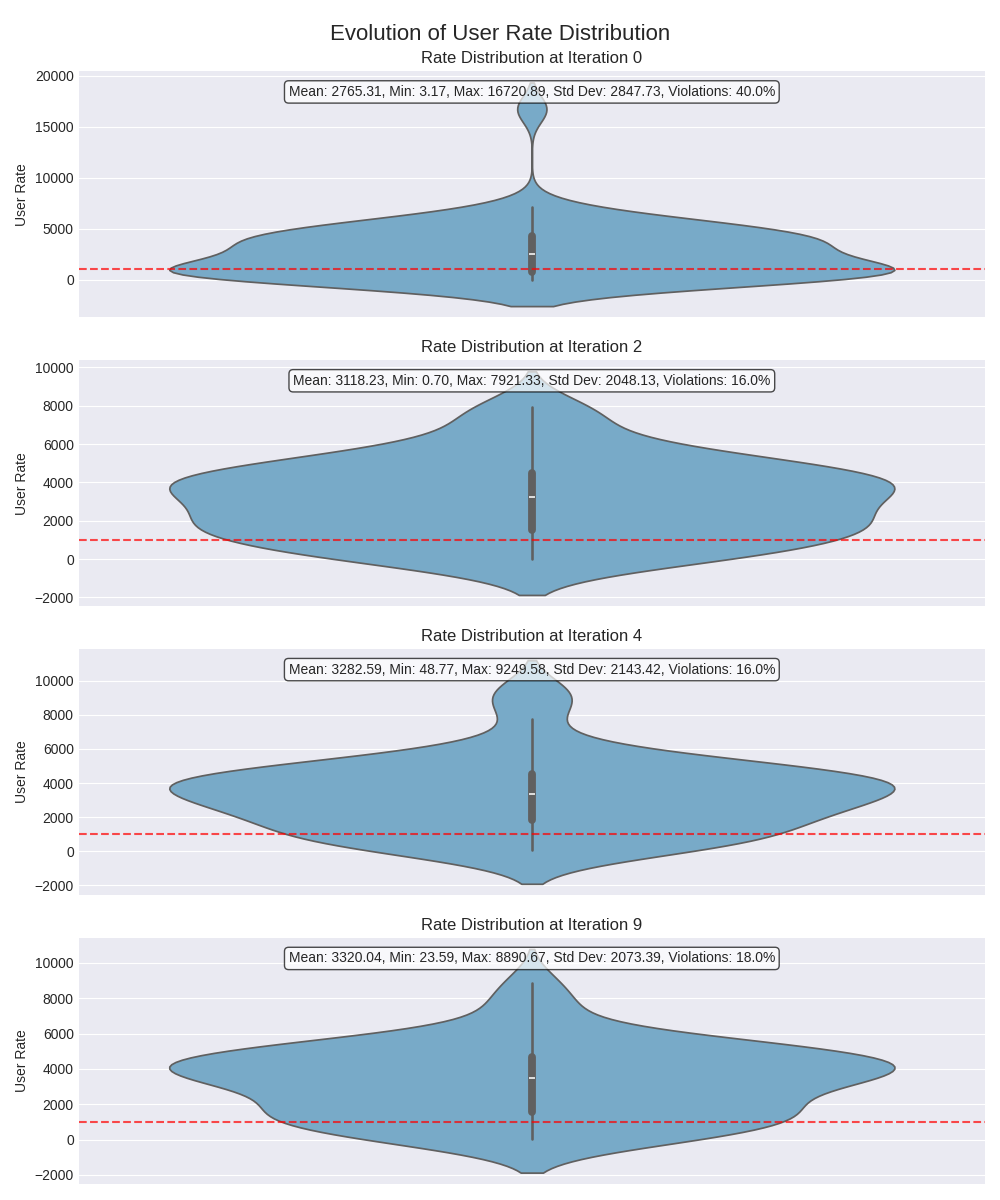 Evolution of User Rate Distribution
Rate Distribution at Iteration 0
20000
Mean: 2765.31, Min: 3.17, Max: 16720.89, Std Dev: 2847.73, Violations: 40.0%
15000
10000
5000
0
User Rate
Rate Distribution at Iteration 2
10000
Mean: 3118.23, Min: 0.70, Max: 7921.33, Std Dev: 2048.13, Violations: 16.0%
8000
6000
4000
2000
0
−2000
User Rate
Rate Distribution at Iteration 4
Mean: 3282.59, Min: 48.77, Max: 9249.58, Std Dev: 2143.42, Violations: 16.0%
10000
8000
6000
4000
2000
0
−2000
User Rate
Rate Distribution at Iteration 9
Mean: 3320.04, Min: 23.59, Max: 8890.67, Std Dev: 2073.39, Violations: 18.0%
10000
8000
6000
4000
2000
0
−2000
User Rate